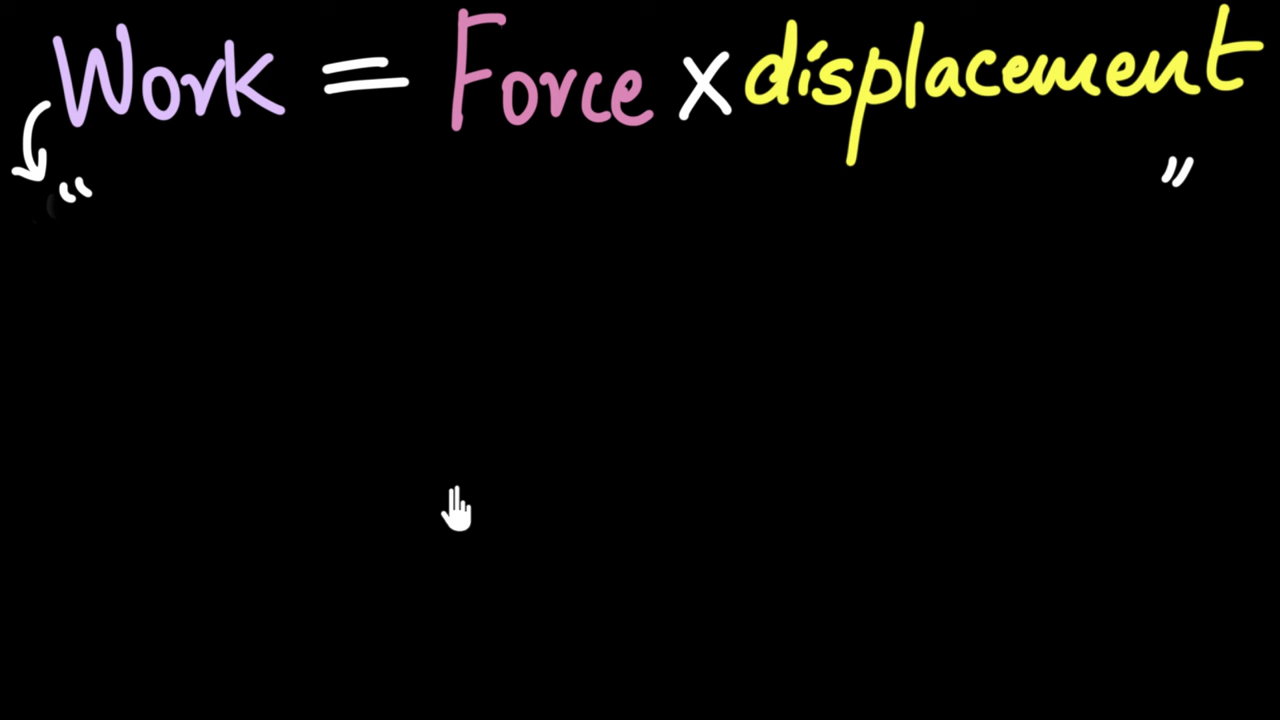 Work = Force x displacement
“ ”